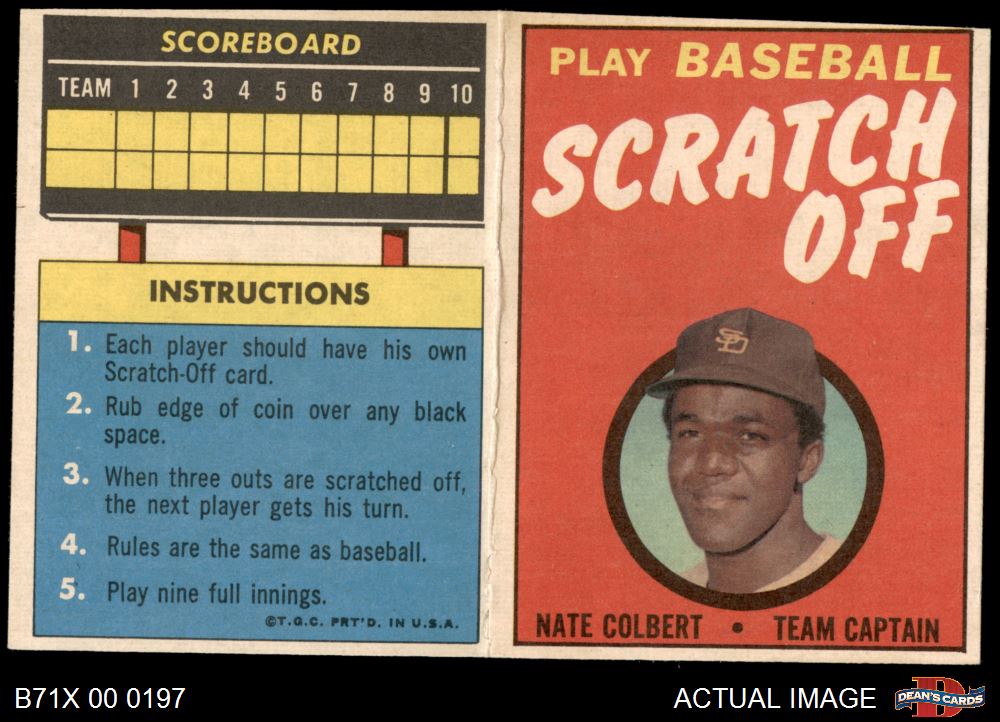 SCOREBOARD
TEAM 1 2 3 4 5 6 7 8 9 10
INSTRUCTIONS
1. Each player should have his own
Scratch-Off card.
2. Rub edge of coin over any black
space.
3. When three outs are scratched off,
the next player gets his turn.
4. Rules are the same as baseball.
5. Play nine full innings.
©T.G.C. PRT'D. IN U.S.A.
PLAY BASEBALL
SCRATCH
OFF
SD
NATE COLBERT • TEAM CAPTAIN
B71X 00 0197
ACTUAL IMAGE
D
DEAN'S CARDS